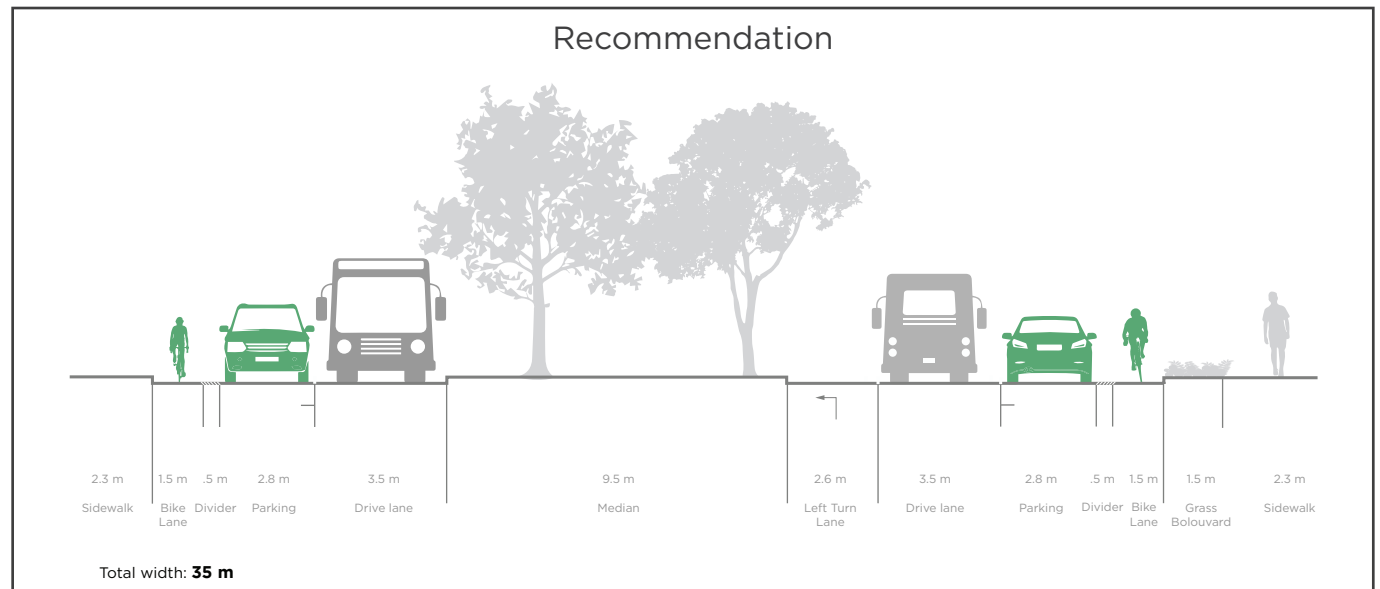 Recommendation
2.3 m 1.5 m .5 m 2.8 m 3.5 m 9.5 m 2.6 m 3.5 m 2.8 m .5 m 1.5 m 1.5 m 2.3 m
Sidewalk Bike Divider Parking Drive lane Median Left Turn Drive lane Parking Divider Bike Grass Sidewalk
Lane Lane Lane Bolouvard
Total width: 35 m